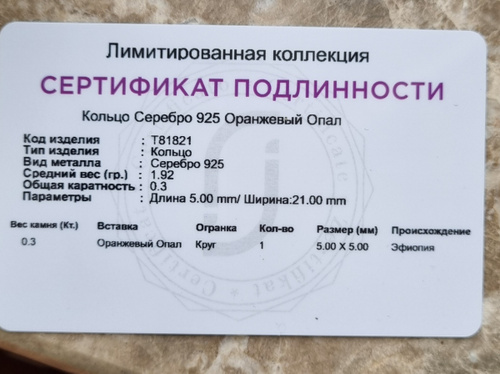 Лимитированная коллекция
СЕРТИФИКАТ ПОДЛИННОСТИ
Кольцо Серебро 925 Оранжевый Опал
Код изделия : T81821
Тип изделия : Кольцо
Вид металла : Серебро 925
Средний вес (гр.) : 1.92
Общая каратность : 0.3
Параметры : Длина 5.00 mm/ Ширина:21.00 mm
Вес камня (Кт.) Вставка Огранка Кол-во Размер (мм) Происхождение
0.3 Оранжевый Опал Круг 1 5.00 X 5.00 Эфиопия